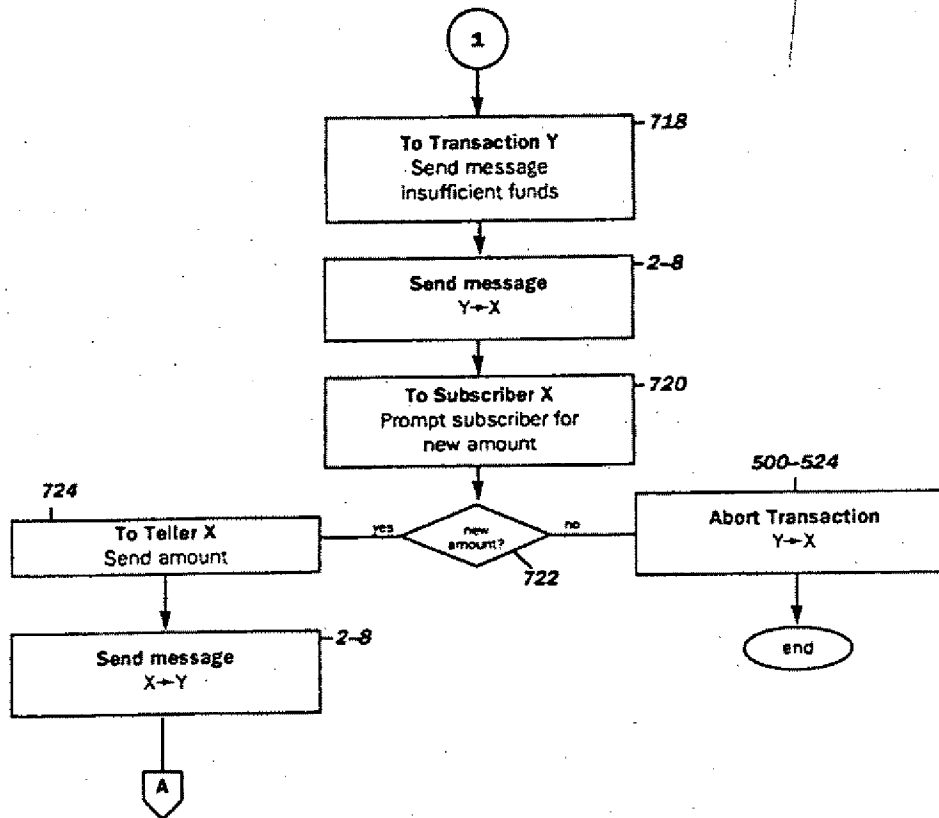 1
718
To Transaction Y
Send message
insufficient funds
2-8
Send message
Y→X
720
To Subscriber X
Prompt subscriber for
new amount
500-524
724
Abort Transaction
Y→X
To Teller X
Send amount
yes
new
amount?
no
722
2-8
Send message
X→Y
end
A